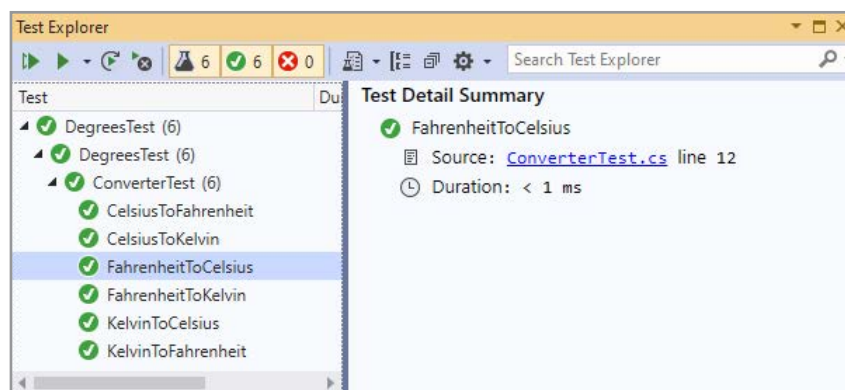 Test Explorer
6 6 0 Search Test Explorer
Test Du
DegreesTest (6)
DegreesTest (6)
ConverterTest (6)
CelsiusToFahrenheit
CelsiusToKelvin
FahrenheitToCelsius
FahrenheitToKelvin
KelvinToCelsius
KelvinToFahrenheit
Test Detail Summary
FahrenheitToCelsius
Source: ConverterTest.cs line 12
Duration: < 1 ms